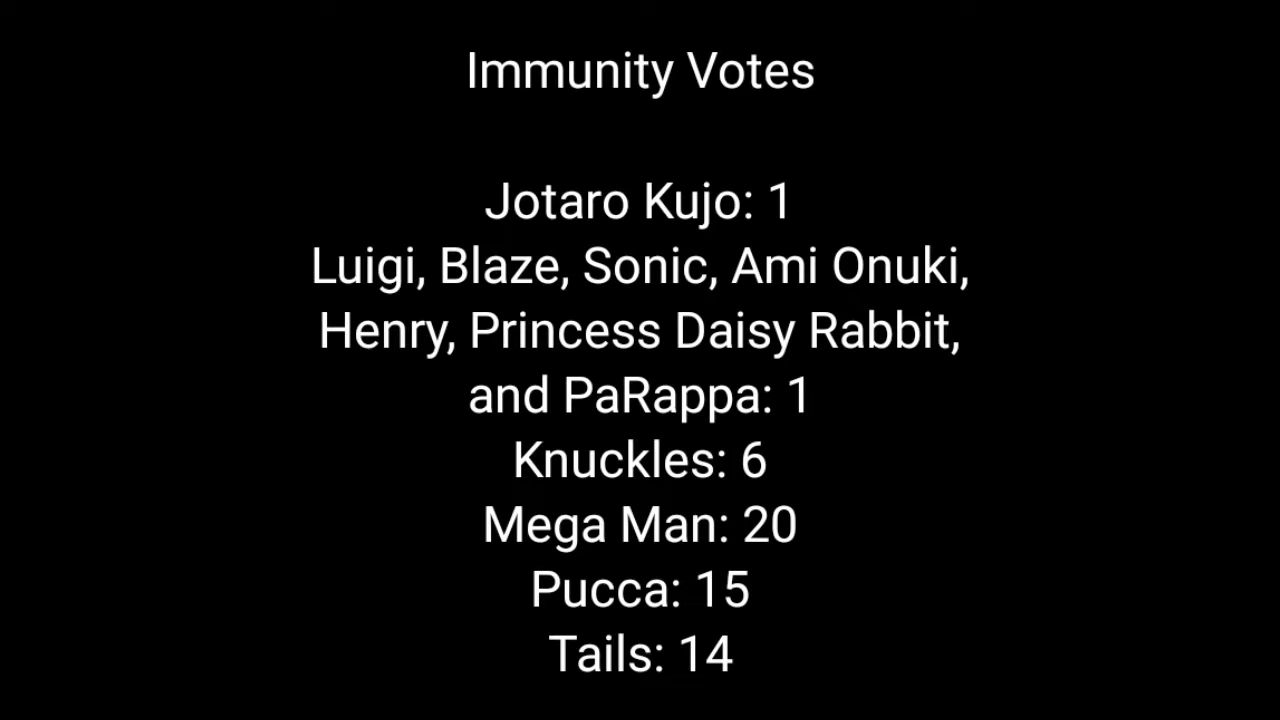 Immunity Votes
Jotaro Kujo: 1
Luigi, Blaze, Sonic, Ami Onuki,
Henry, Princess Daisy Rabbit,
and PaRappa: 1
Knuckles: 6
Mega Man: 20
Pucca: 15
Tails: 14